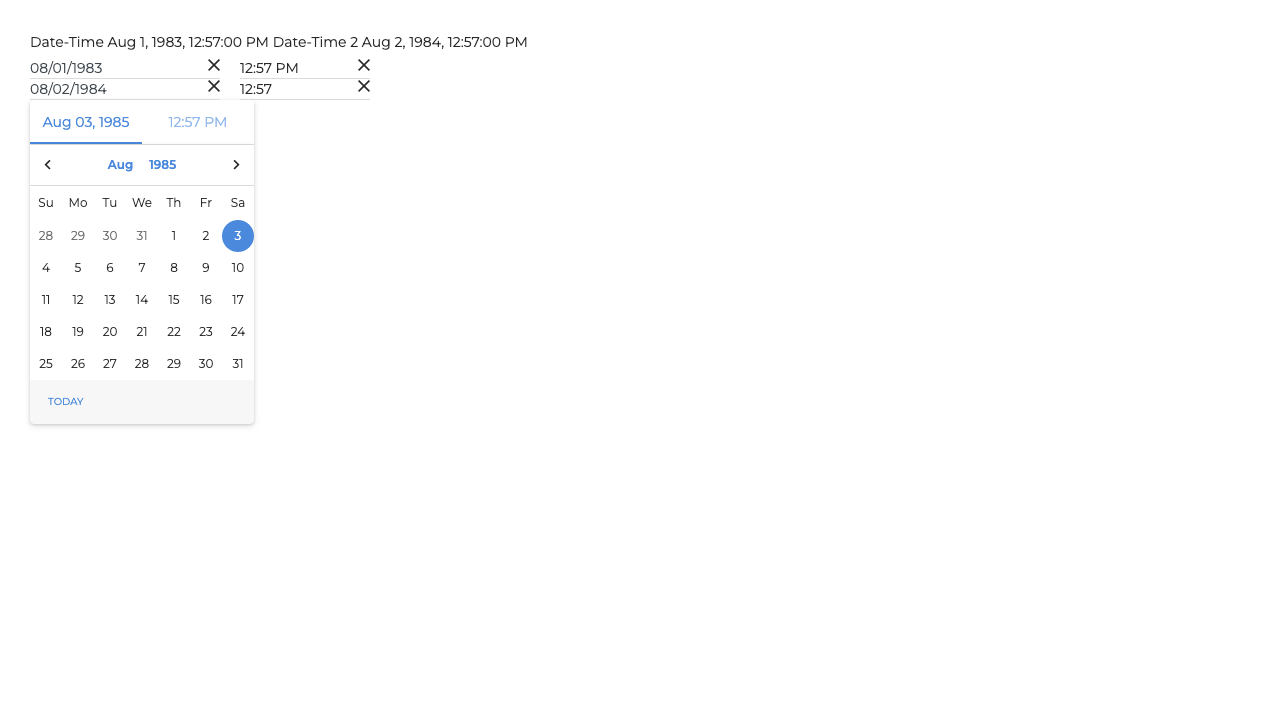 Date-Time Aug 1, 1983, 12:57:00 PM Date-Time 2 Aug 2, 1984, 12:57:00 PM
08/01/1983 12:57 PM
08/02/1984 12:57
Aug 03, 1985 12:57 PM
Aug 1985
Su Mo Tu We Th Fr Sa
28 29 30 31 1 2 3
4 5 6 7 8 9 10
11 12 13 14 15 16 17
18 19 20 21 22 23 24
25 26 27 28 29 30 31
TODAY